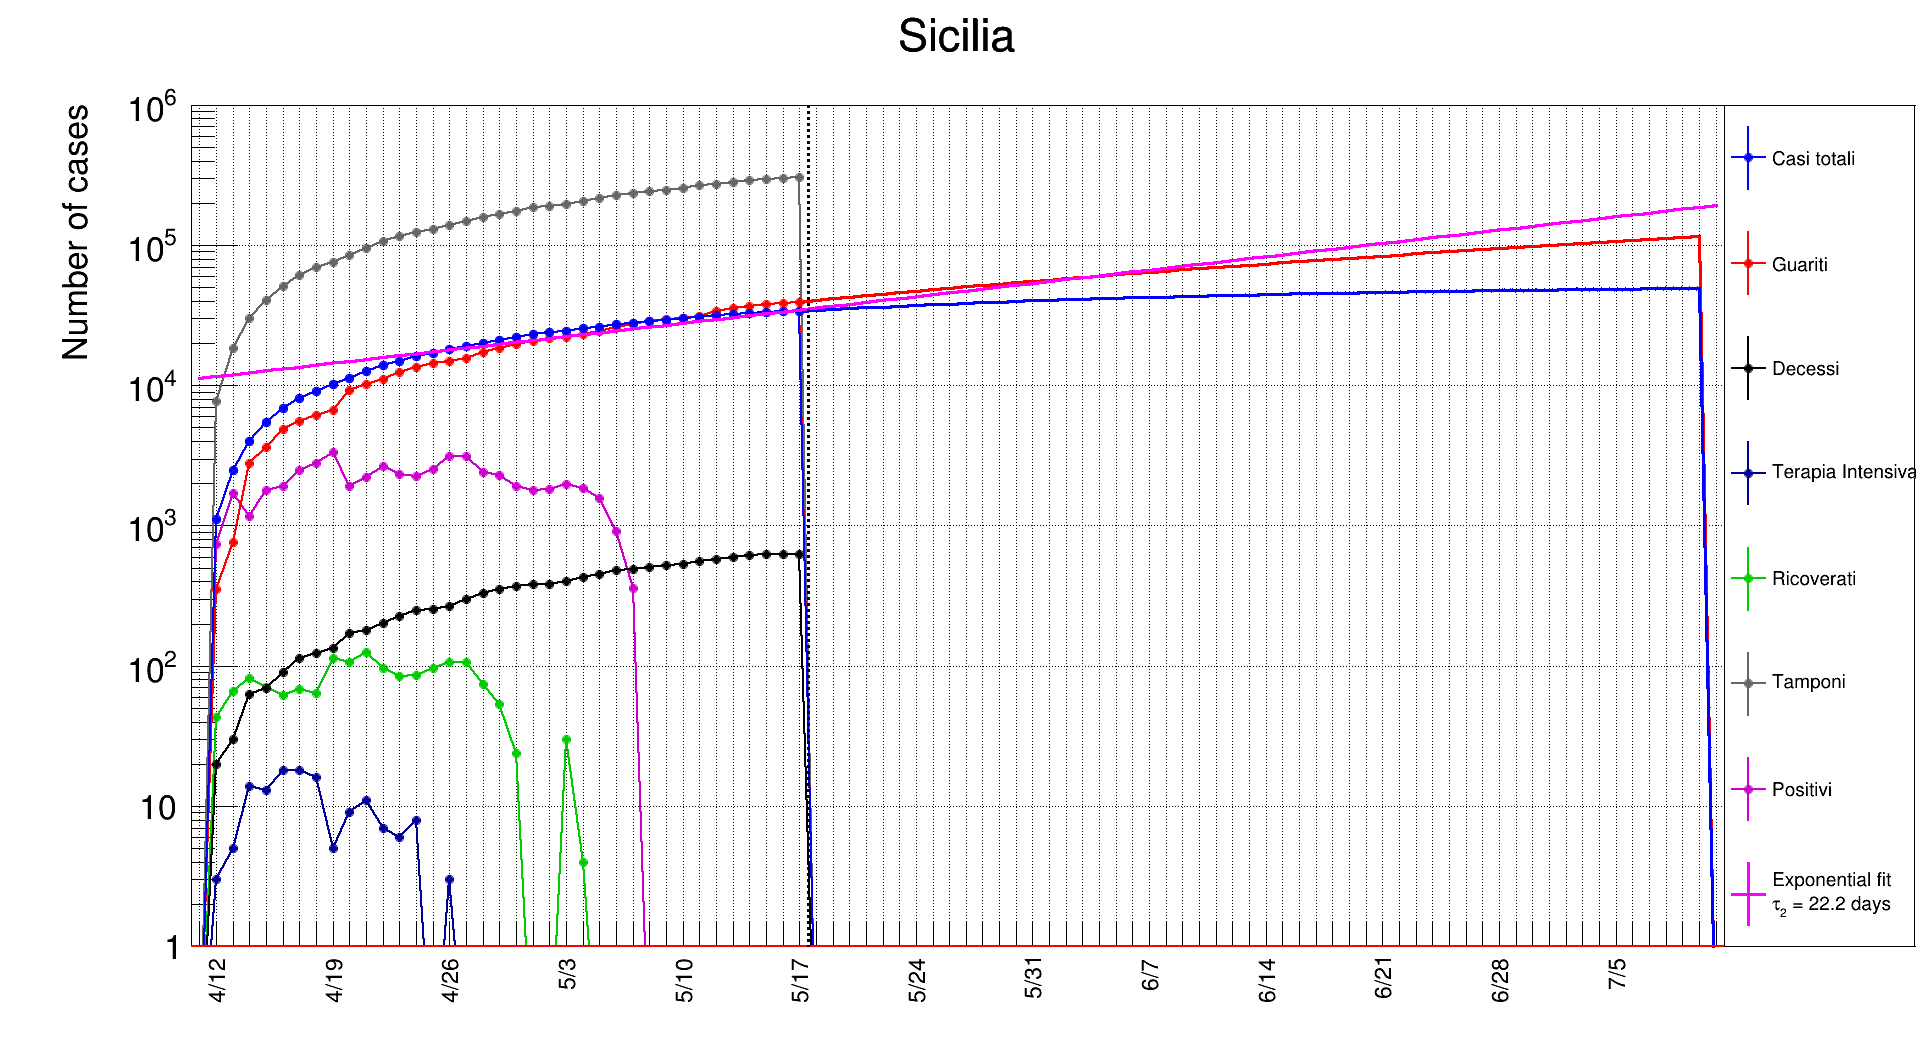 Sicilia
Number of cases
10^6
10^5
10^4
10^3
10^2
10
1
4/12
4/19
4/26
5/3
5/10
5/17
5/24
5/31
6/7
6/14
6/21
6/28
7/5
Casi totali
Guariti
Decessi
Terapia Intensiva
Ricoverati
Tamponi
Positivi
Exponential fit
τ₂ = 22.2 days